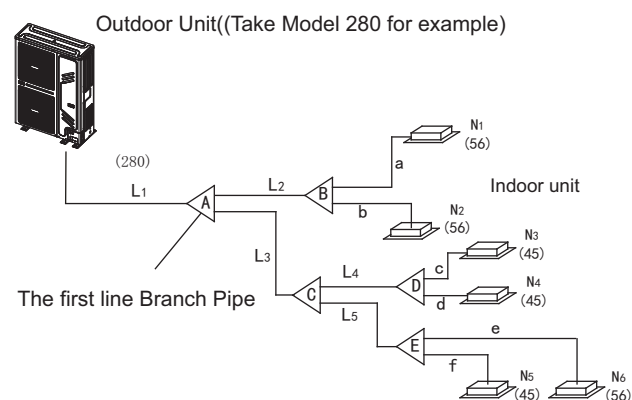 Outdoor Unit((Take Model 280 for example)
(280)
L1
L2
L3
L4
L5
A
B
C
D
E
a
b
c
d
e
f
N1
(56)
Indoor unit
N2
(56)
N3
(45)
N4
(45)
The first line Branch Pipe
N5
(45)
N6
(56)